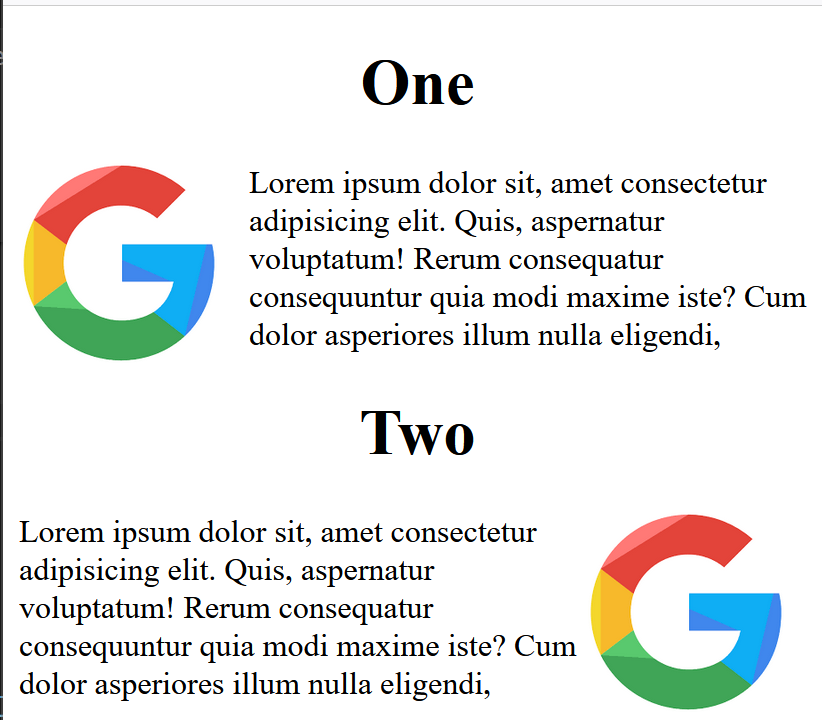 One
Lorem ipsum dolor sit, amet consectetur
adipisicing elit. Quis, aspernatur
voluptatum! Rerum consequatur
consequuntur quia modi maxime iste? Cum
dolor asperiores illum nulla eligendi,
Two
Lorem ipsum dolor sit, amet consectetur
adipisicing elit. Quis, aspernatur
voluptatum! Rerum consequatur
consequuntur quia modi maxime iste? Cum
dolor asperiores illum nulla eligendi,